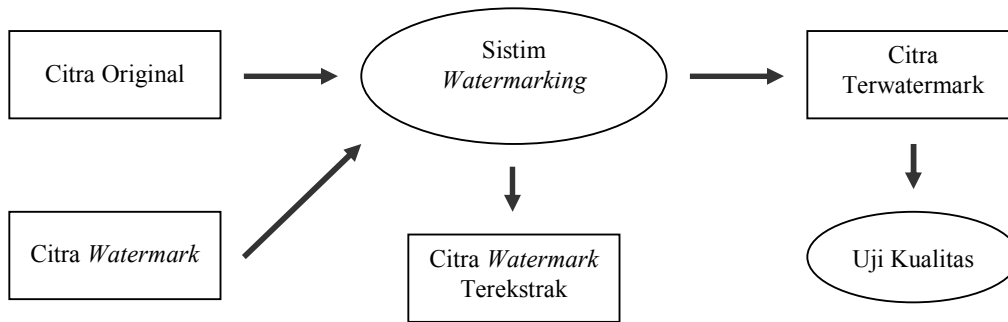 Citra Original
Sistim
Watermarking
Citra
Terwatermark
Citra Watermark
Citra Watermark
Terekstrak
Uji Kualitas